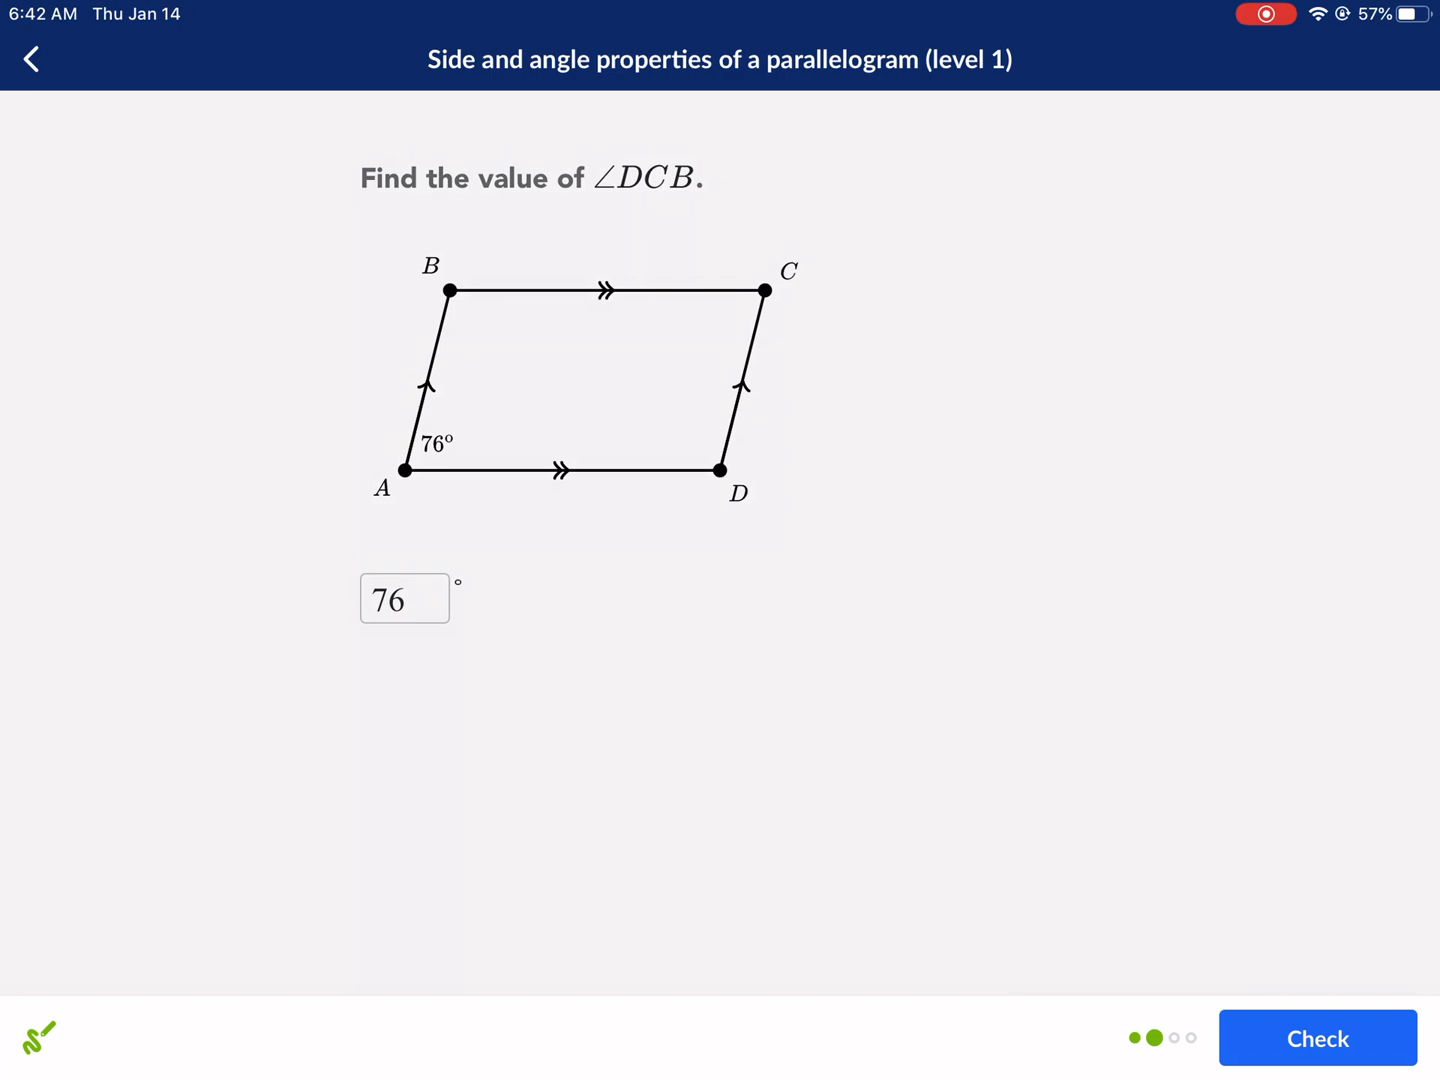 6:42 AM Thu Jan 14 57%
Side and angle properties of a parallelogram (level 1)
Find the value of ∠DCB.
B
C
76°
A
D
76°
Check